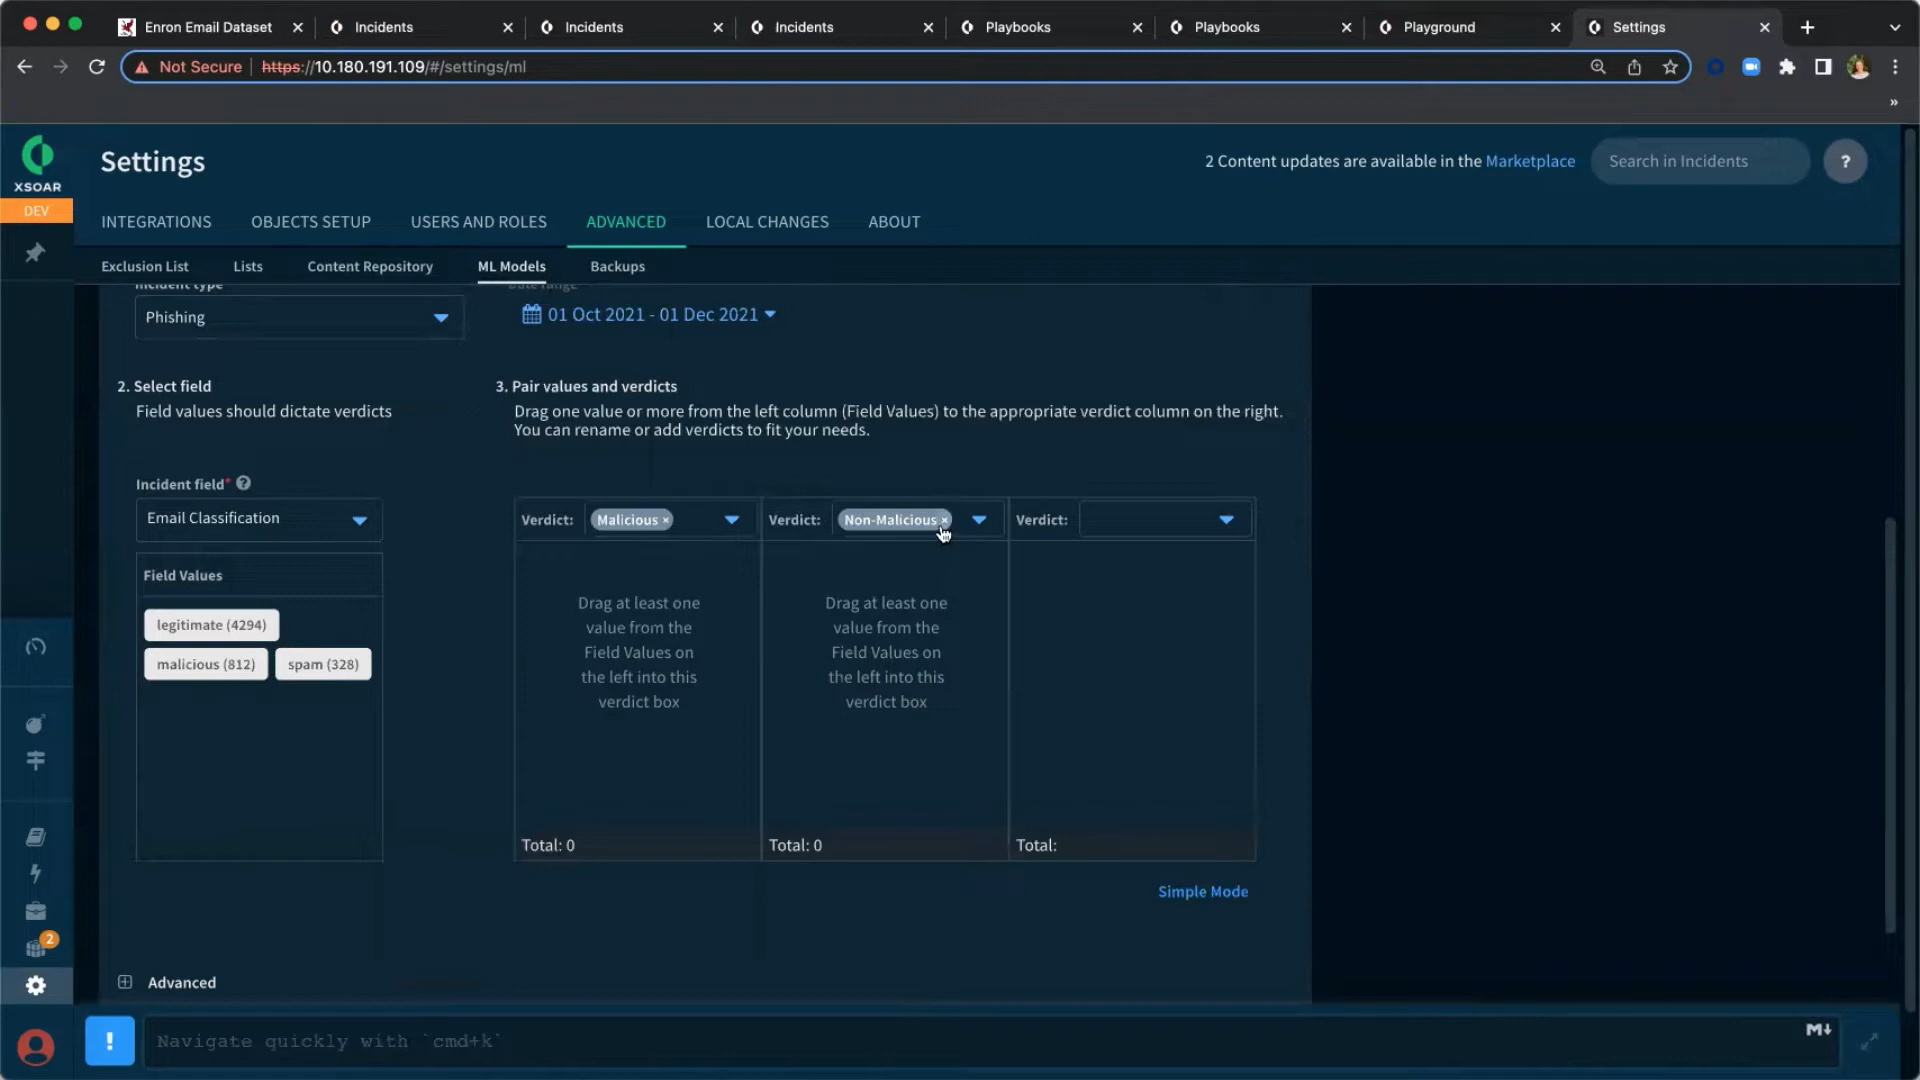 Enron Email Dataset
Incidents
Incidents
Incidents
Playbooks
Playbooks
Playground
Settings
Not Secure | https://10.180.191.109/#/settings/ml
XSOAR
DEV
Settings
2 Content updates are available in the Marketplace
Search in Incidents
?
INTEGRATIONS
OBJECTS SETUP
USERS AND ROLES
ADVANCED
LOCAL CHANGES
ABOUT
Exclusion List
Lists
Content Repository
ML Models
Backups
Incident type
Date range
Phishing
01 Oct 2021 - 01 Dec 2021
2. Select field
Field values should dictate verdicts
3. Pair values and verdicts
Drag one value or more from the left column (Field Values) to the appropriate verdict column on the right.
You can rename or add verdicts to fit your needs.
Incident field* ?
Email Classification
Field Values
legitimate (4294)
malicious (812)
spam (328)
Verdict: Malicious ×
Verdict: Non-Malicious ×
Verdict:
Drag at least one
value from the
Field Values on
the left into this
verdict box
Drag at least one
value from the
Field Values on
the left into this
verdict box
Total: 0
Total: 0
Total:
Simple Mode
Advanced
2
!
Navigate quickly with `cmd+k`
M↓